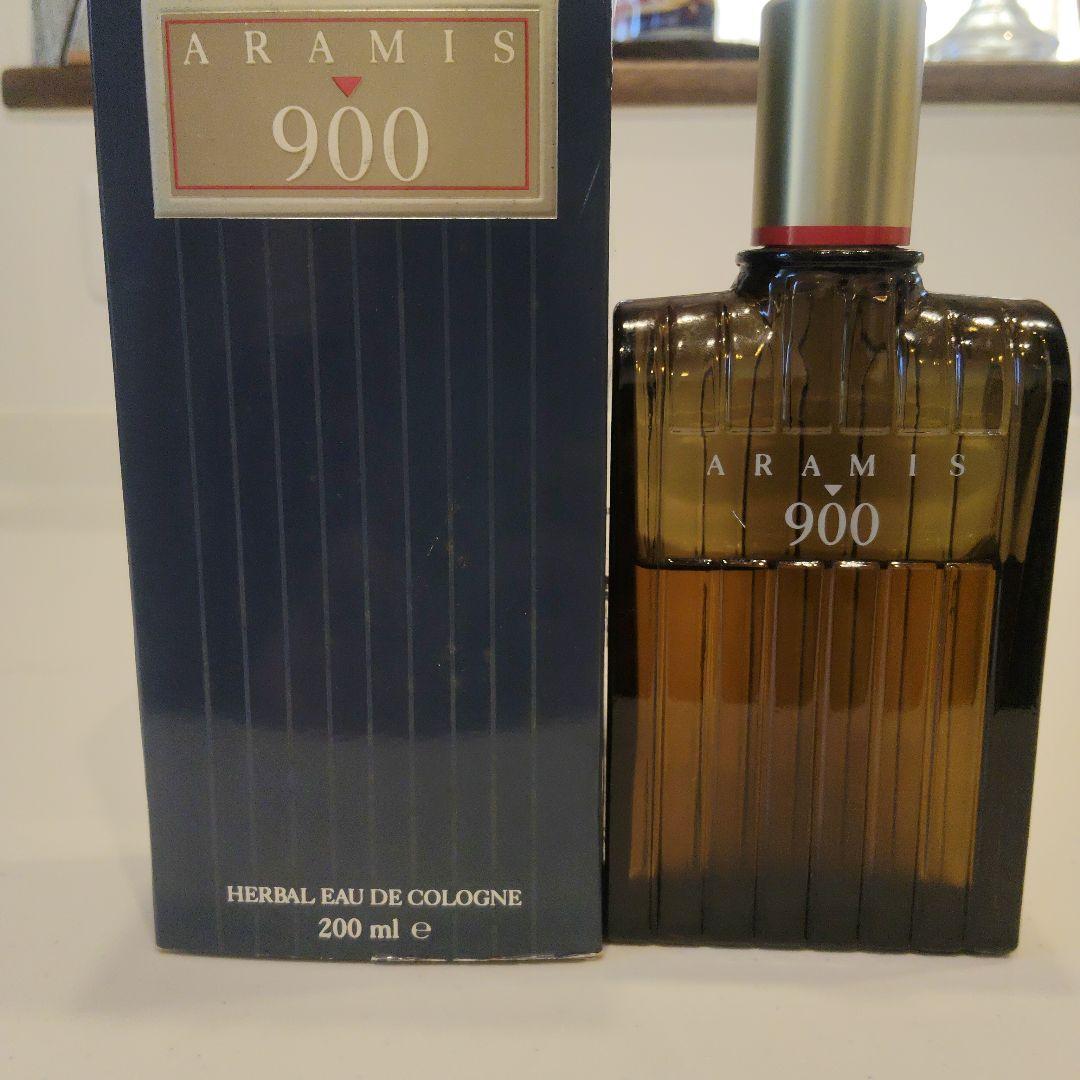 ARAMIS
900
HERBAL EAU DE COLOGNE
200 ml ℮
ARAMIS
900